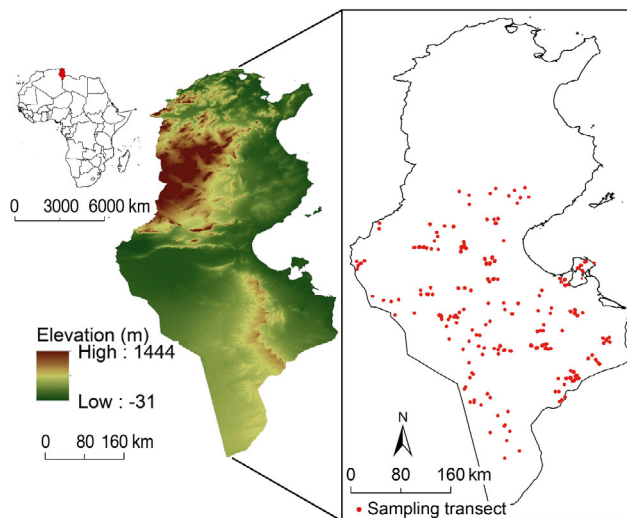 0 3000 6000 km
Elevation (m)
High : 1444
Low : -31
0 80 160 km
N
0 80 160 km
Sampling transect